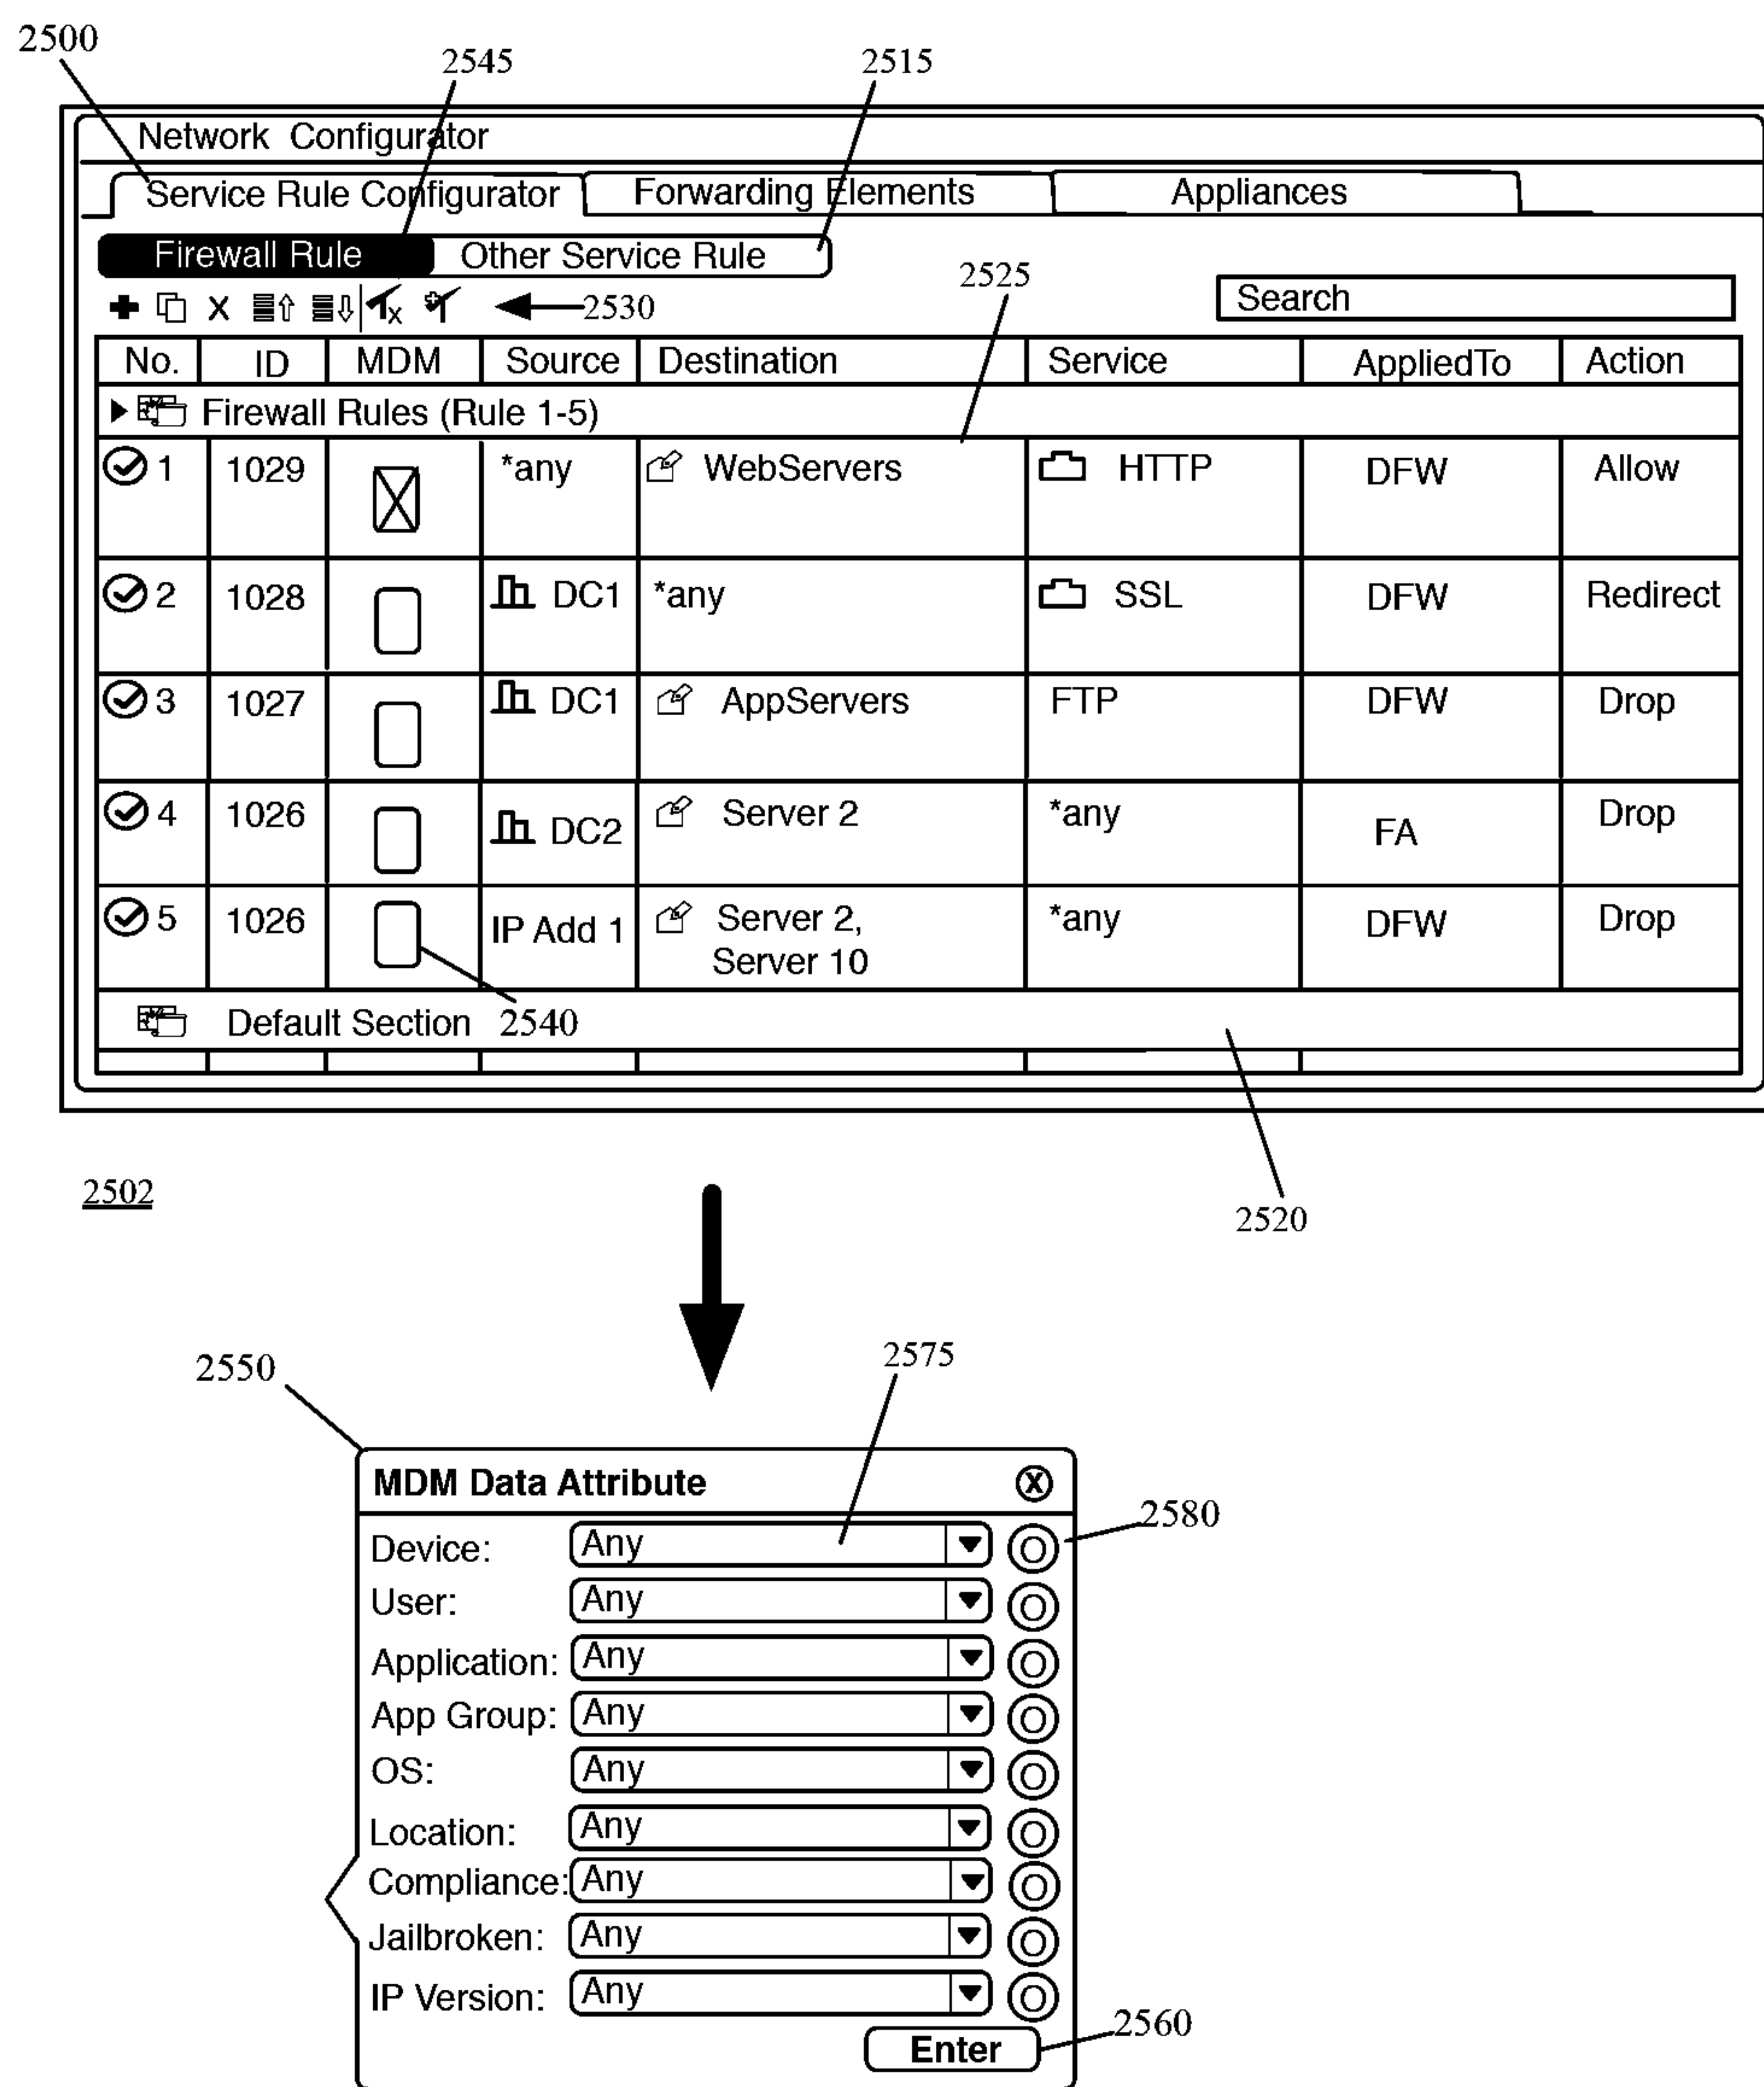 2500
2545
2515
Network Configurator
Service Rule Configurator Forwarding Elements Appliances
Firewall Rule Other Service Rule
2525
2530
Search
No. ID MDM Source Destination Service AppliedTo Action
Firewall Rules (Rule 1-5)
1 1029 *any WebServers HTTP DFW Allow
2 1028 DC1 *any SSL DFW Redirect
3 1027 DC1 AppServers FTP DFW Drop
4 1026 DC2 Server 2 *any FA Drop
5 1026 IP Add 1 Server 2, *any DFW Drop
Server 10
Default Section 2540
2502
2520
2550
2575
MDM Data Attribute X
2580
Device: Any O
User: Any O
Application: Any O
App Group: Any O
OS: Any O
Location: Any O
Compliance: Any O
Jailbroken: Any O
IP Version: Any O
2560
Enter